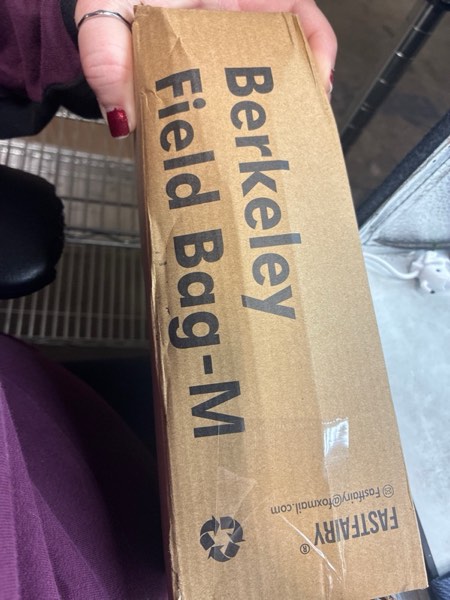 Berkeley
Field Bag-M
FASTFAIRY®
Fastfairy@foxmail.com